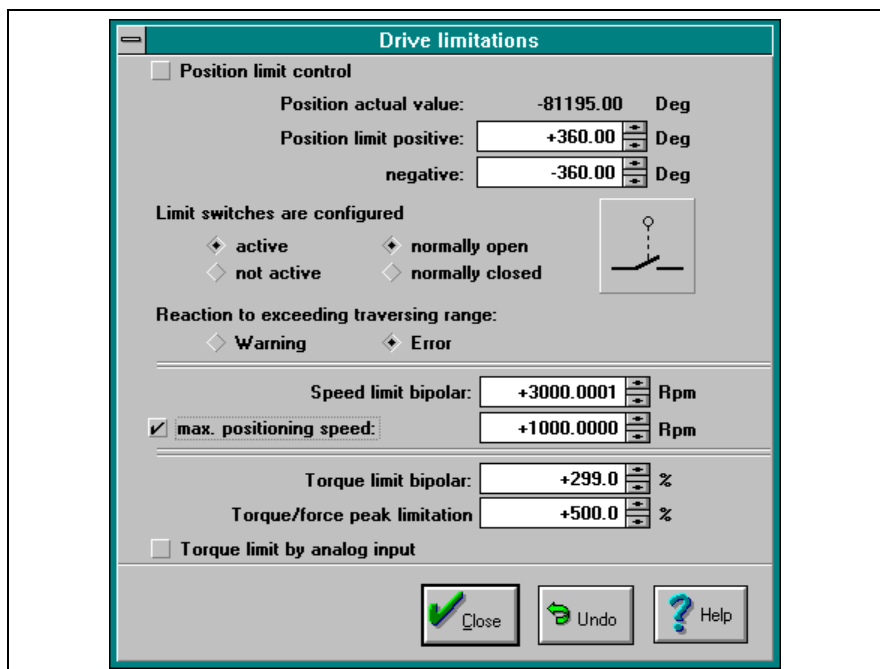 Drive limitations
Position limit control
Position actual value: -81195.00 Deg
Position limit positive: +360.00 Deg
negative: -360.00 Deg
Limit switches are configured
active normally open
not active normally closed
Reaction to exceeding traversing range:
Warning Error
Speed limit bipolar: +3000.0001 Rpm
max. positioning speed: +1000.0000 Rpm
Torque limit bipolar: +299.0 %
Torque/force peak limitation +500.0 %
Torque limit by analog input
Close Undo Help